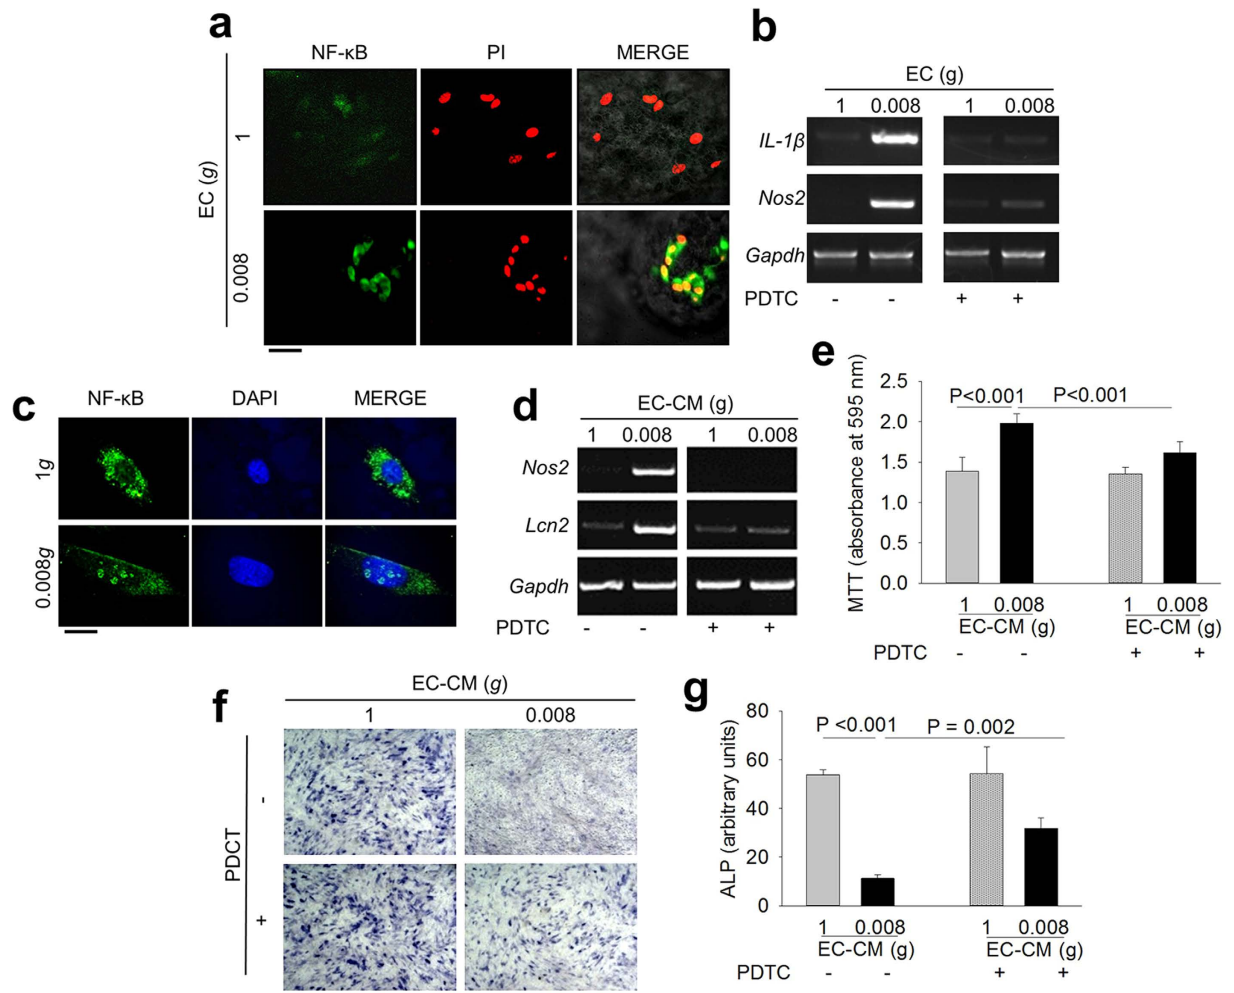 a
NF-κB PI MERGE
EC (g)
1
0.008
b
EC (g)
1 0.008 1 0.008
IL-1β
Nos2
Gapdh
PDTC - - + +
c
NF-κB DAPI MERGE
1g
0.008g
d
EC-CM (g)
1 0.008 1 0.008
Nos2
Lcn2
Gapdh
PDTC - - + +
e
MTT (absorbance at 595 nm)
2.5
2.0
1.5
1.0
0.5
0.0
P<0.001 P<0.001
1 0.008 1 0.008
EC-CM (g) EC-CM (g)
PDTC - - + +
f
EC-CM (g)
1 0.008
PDCT
-
+
g
ALP (arbitrary units)
80
60
40
20
0
P <0.001 P = 0.002
1 0.008 1 0.008
EC-CM (g) EC-CM (g)
PDTC - - + +